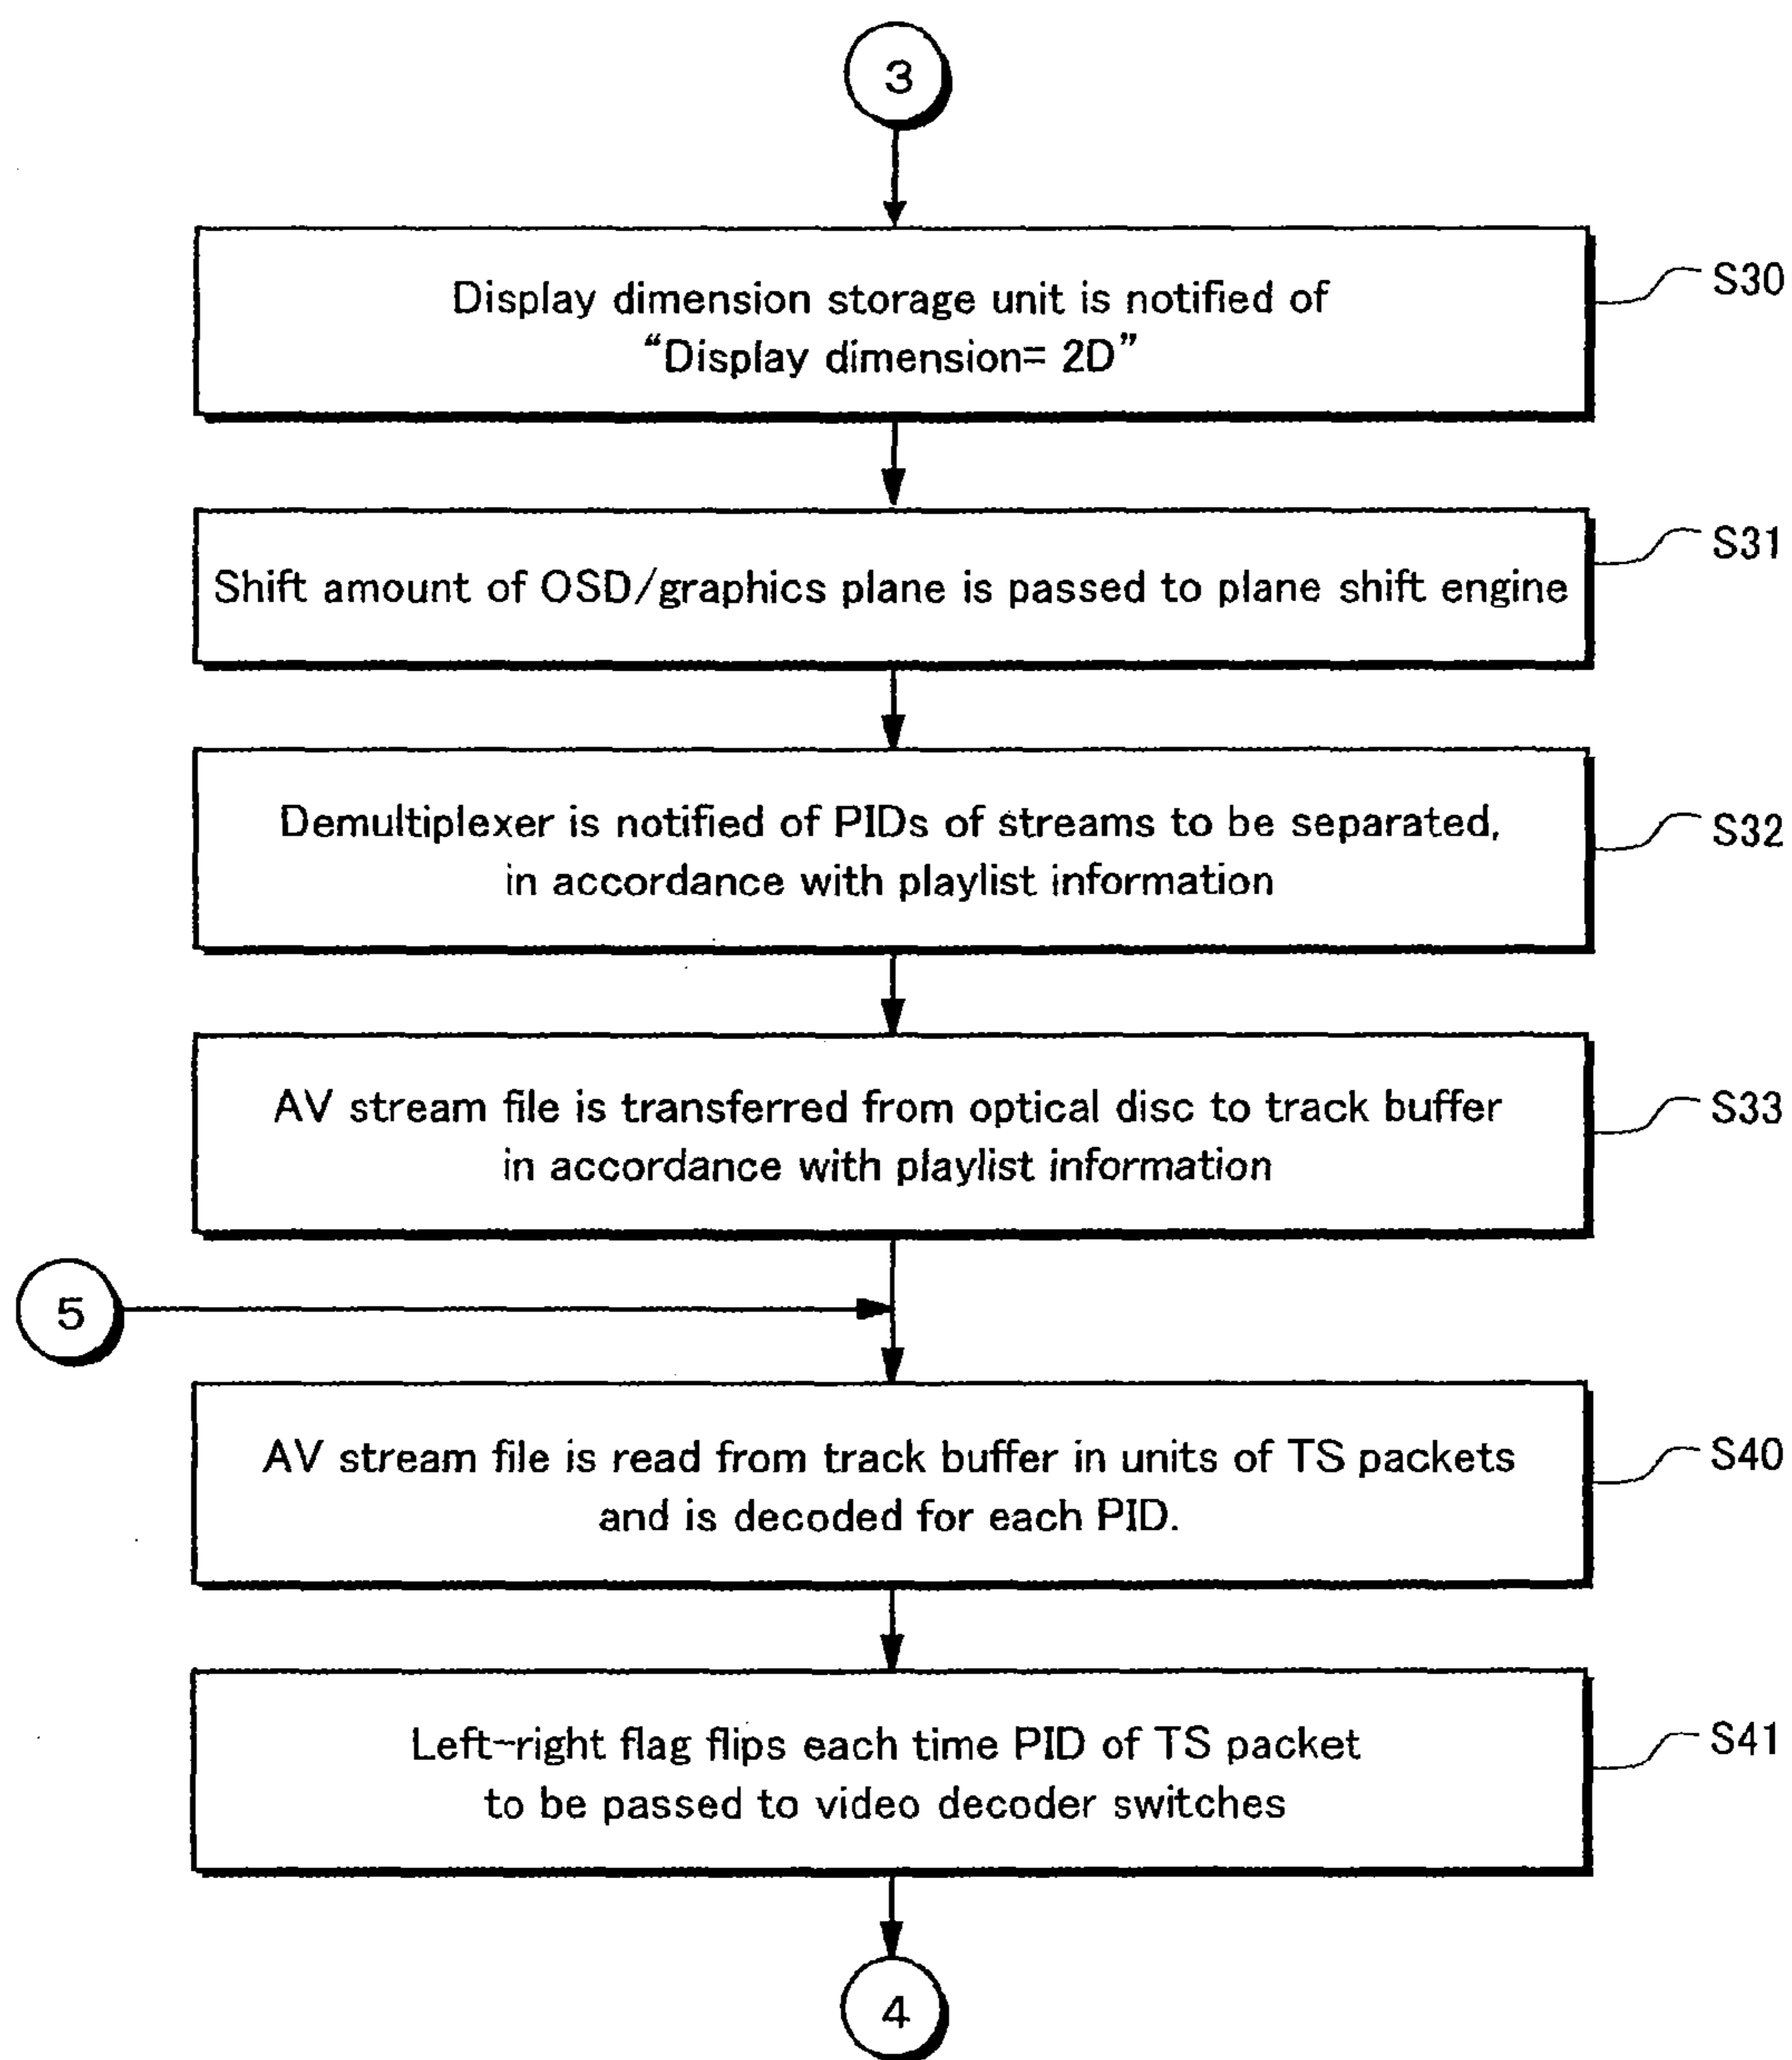 3
Display dimension storage unit is notified of
“Display dimension= 2D”
S30
Shift amount of OSD/graphics plane is passed to plane shift engine
S31
Demultiplexer is notified of PIDs of streams to be separated,
in accordance with playlist information
S32
AV stream file is transferred from optical disc to track buffer
in accordance with playlist information
S33
5
AV stream file is read from track buffer in units of TS packets
and is decoded for each PID.
S40
Left-right flag flips each time PID of TS packet
to be passed to video decoder switches
S41
4